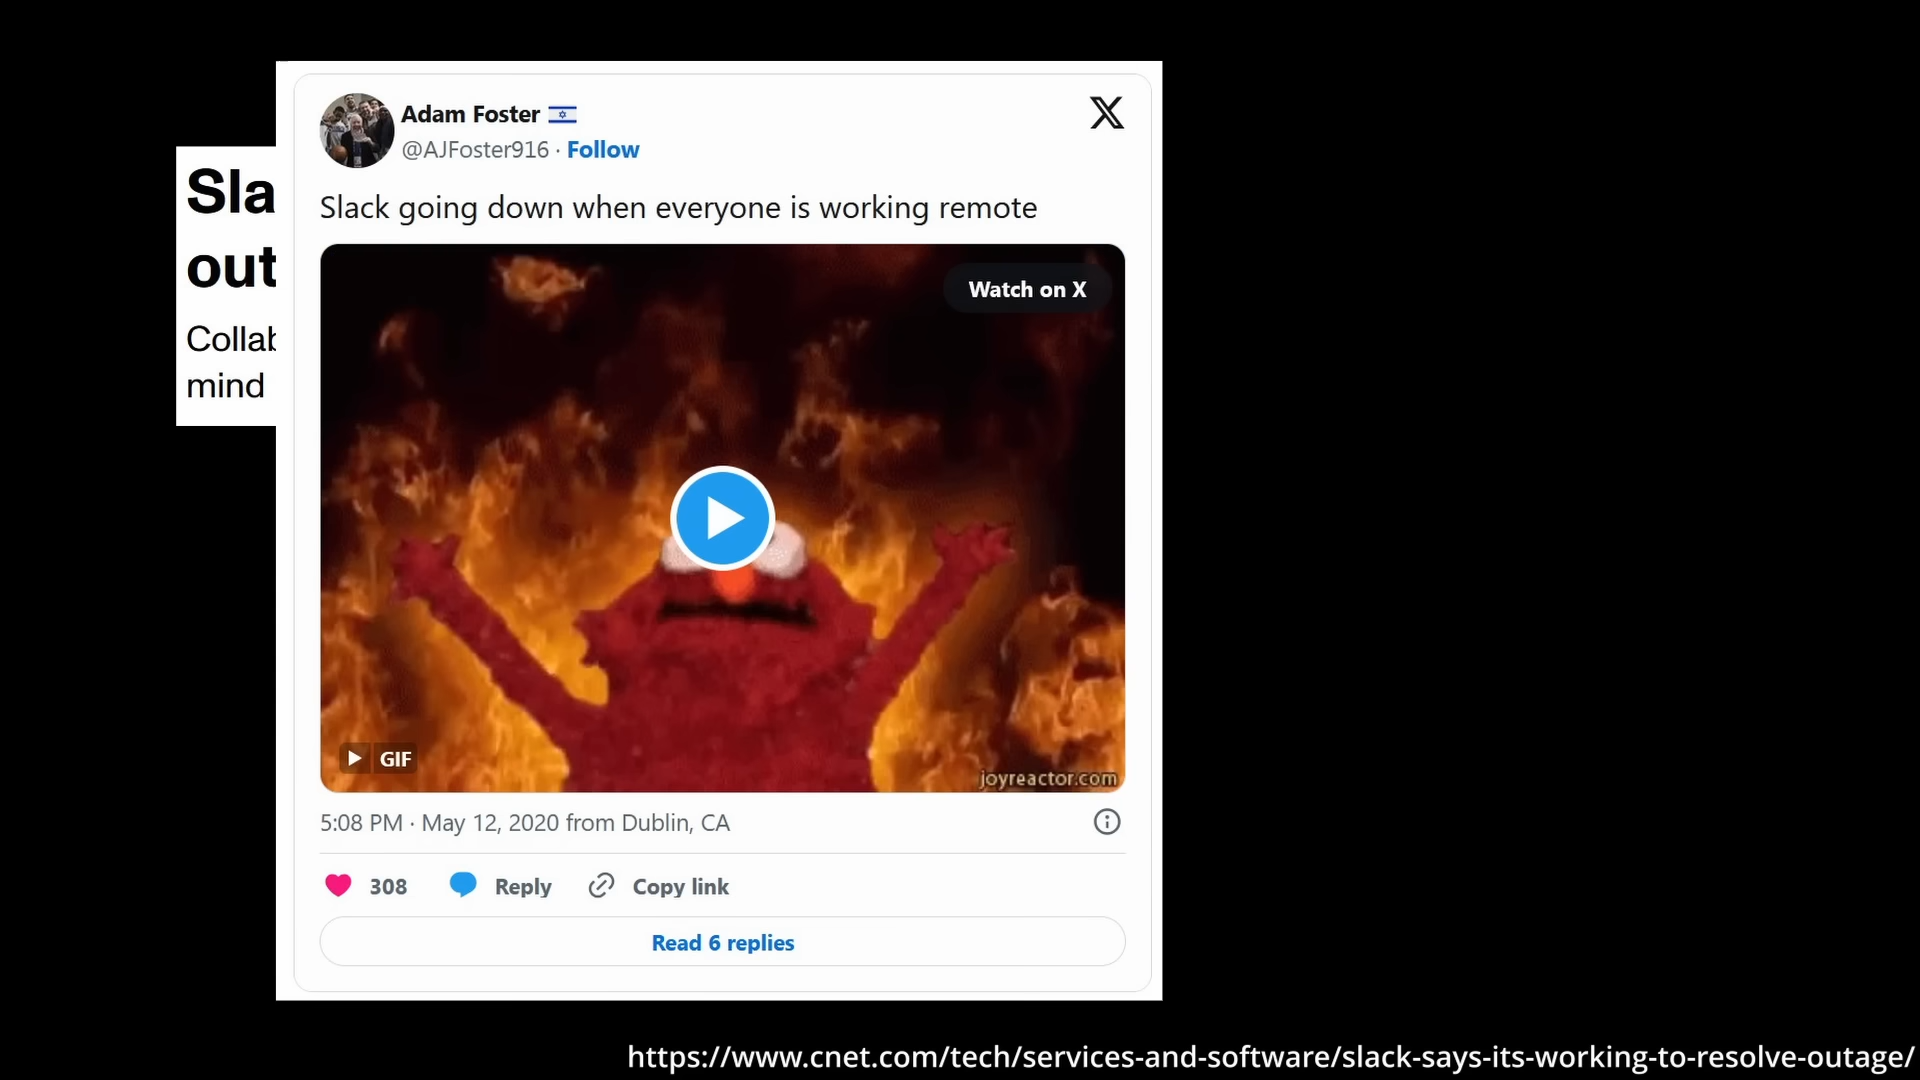 Sla
out
Collab
mind
Adam Foster
@AJFoster916 · Follow
Slack going down when everyone is working remote
Watch on X
GIF
joyreactor.com
5:08 PM · May 12, 2020 from Dublin, CA
308 Reply Copy link
Read 6 replies
https://www.cnet.com/tech/services-and-software/slack-says-its-working-to-resolve-outage/